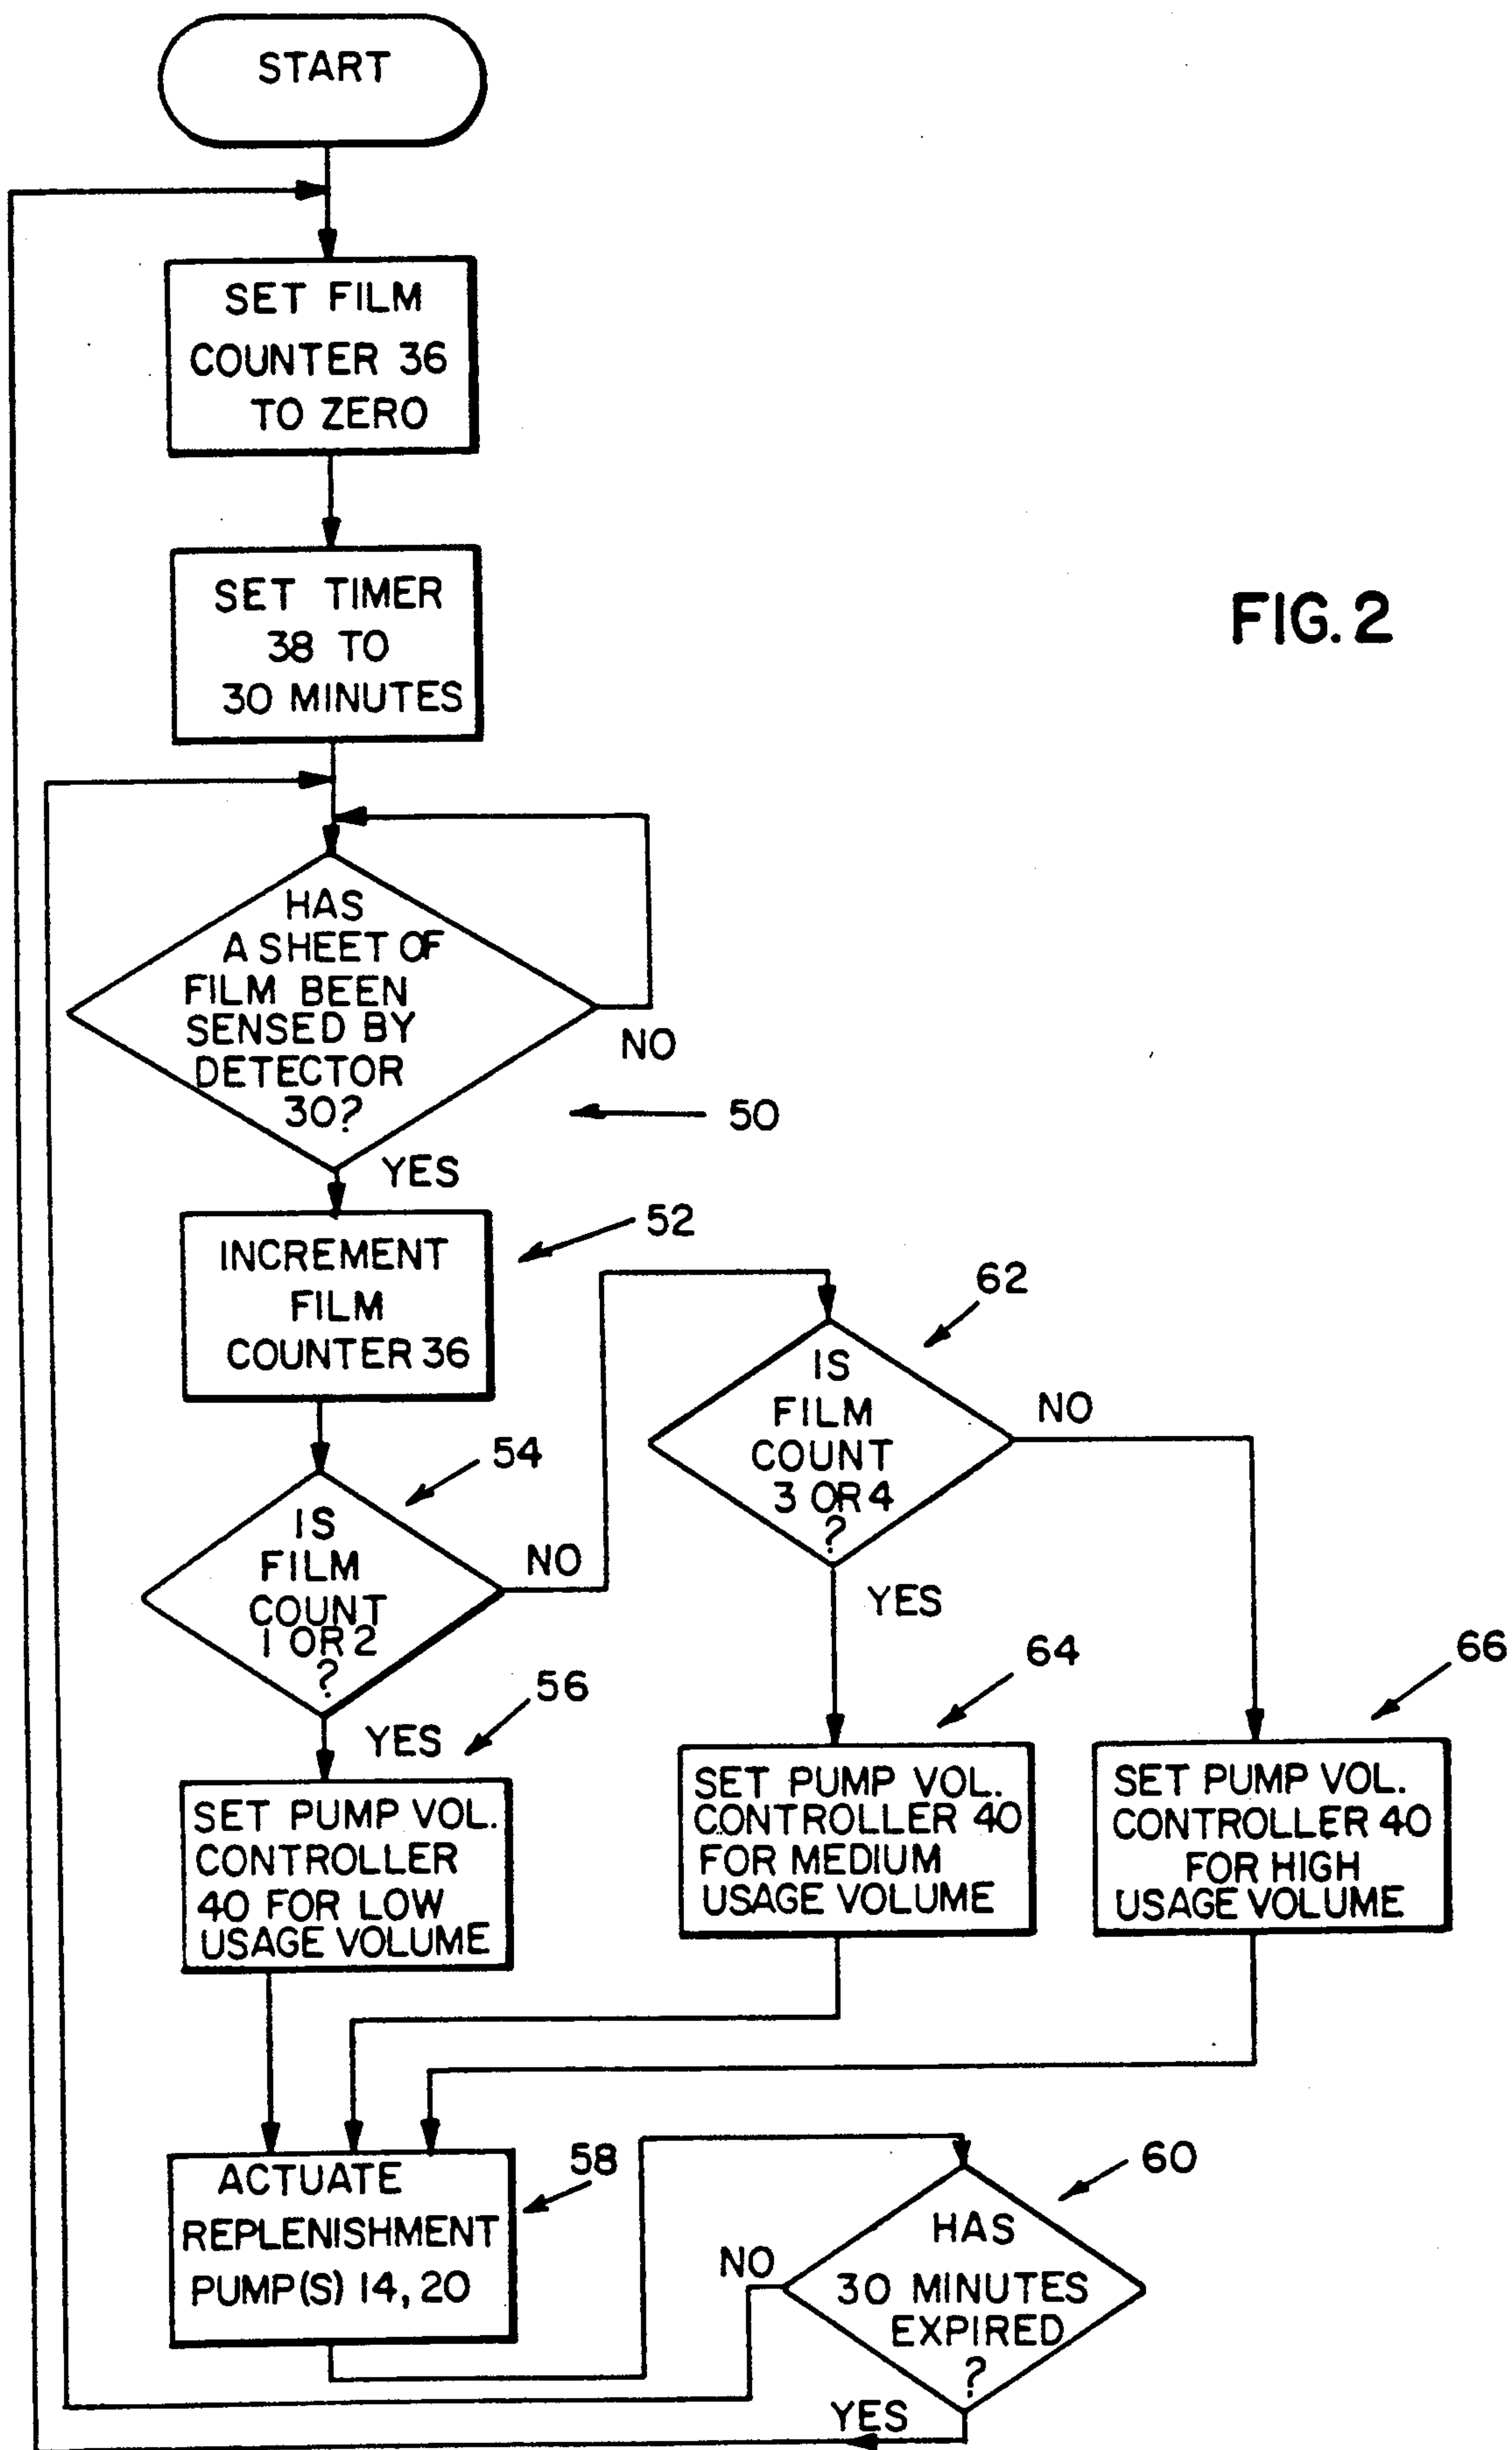 START
SET FILM
COUNTER 36
TO ZERO
SET TIMER
38 TO
30 MINUTES
FIG. 2
HAS
A SHEET OF
FILM BEEN
SENSED BY
DETECTOR
30?
NO
50
YES
INCREMENT
FILM
COUNTER 36
52
IS
FILM
COUNT
1 OR 2
?
54
NO
YES
56
SET PUMP VOL.
CONTROLLER
40 FOR LOW
USAGE VOLUME
IS
FILM
COUNT
3 OR 4
?
62
NO
YES
64
SET PUMP VOL.
CONTROLLER 40
FOR MEDIUM
USAGE VOLUME
66
SET PUMP VOL.
CONTROLLER 40
FOR HIGH
USAGE VOLUME
ACTUATE
REPLENISHMENT
PUMP(S) 14, 20
58
HAS
30 MINUTES
EXPIRED
?
60
NO
YES